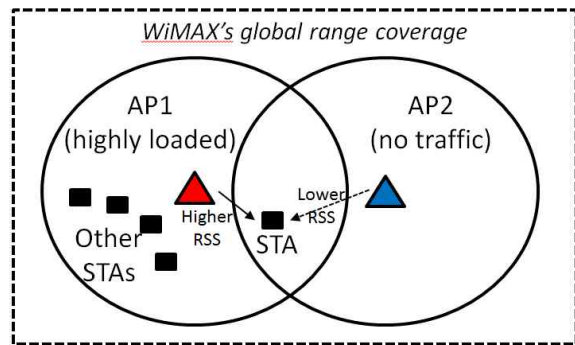 WiMAX's global range coverage
AP1
(highly loaded)
AP2
(no traffic)
Higher
RSS
Lower
RSS
STA
Other
STAs